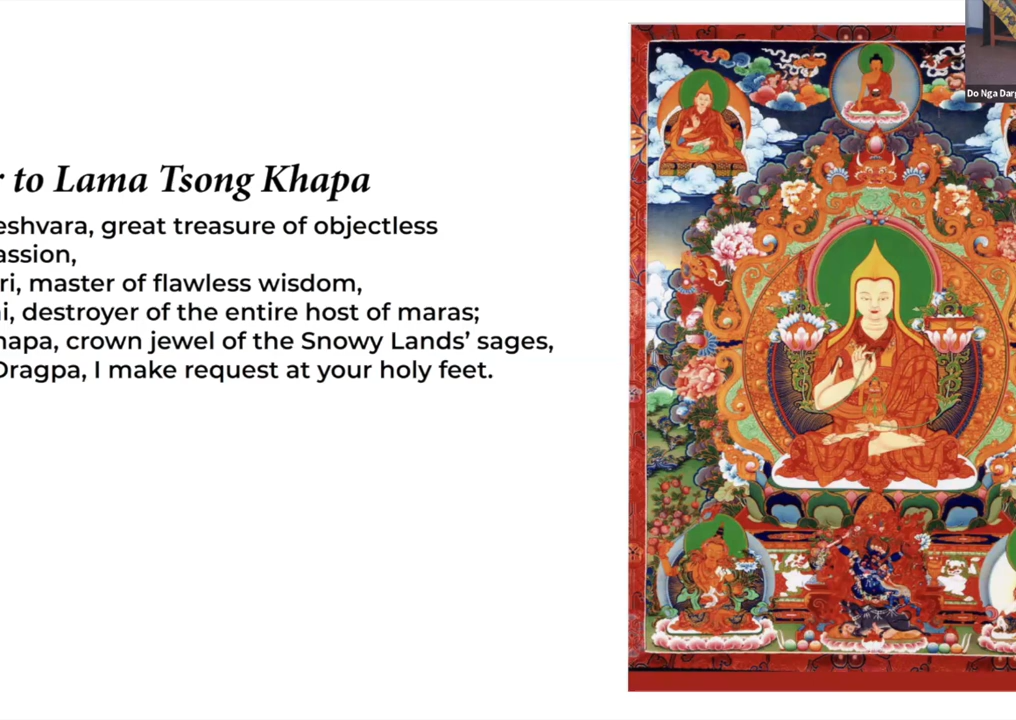 r to Lama Tsong Khapa
eshvara, great treasure of objectless
assion,
ri, master of flawless wisdom,
i, destroyer of the entire host of maras;
hapa, crown jewel of the Snowy Lands' sages,
Dragpa, I make request at your holy feet.
Do Nga Darg